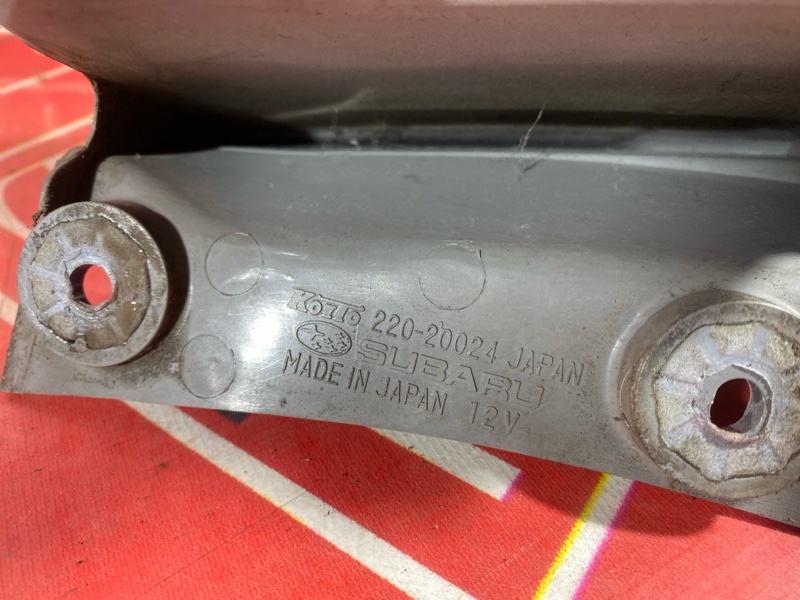 KOITO 220-20024 JAPAN
SUBARU
MADE IN JAPAN 12V